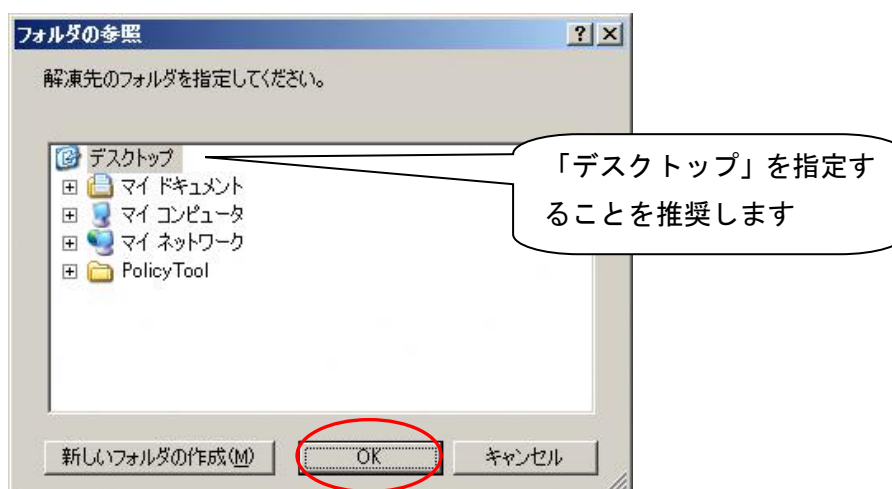 フォルダの参照
解凍先のフォルダを指定してください。
デスクトップ
マイ ドキュメント
マイ コンピュータ
マイ ネットワーク
PolicyTool
「デスクトップ」を指定す
ることを推奨します
新しいフォルダの作成(M)
OK
キャンセル